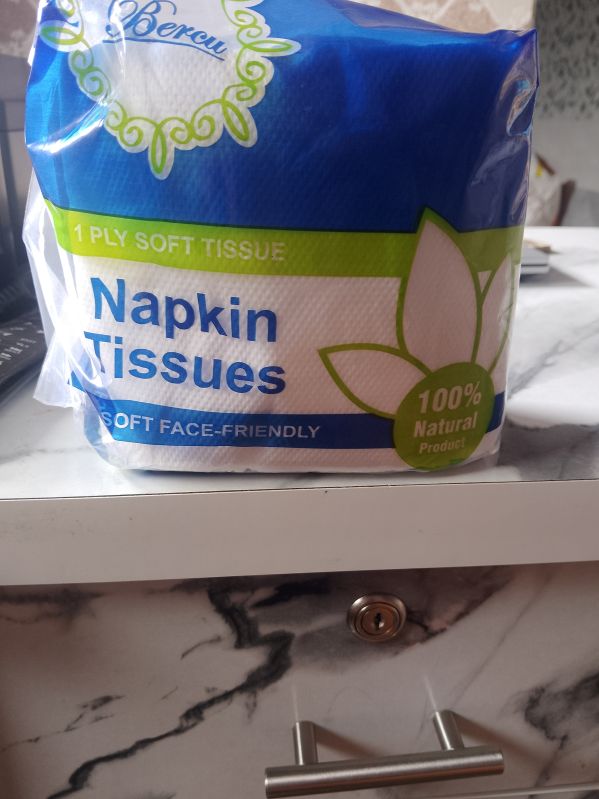 Bercu
1 PLY SOFT TISSUE
Napkin
Tissues
SOFT FACE-FRIENDLY
100%
Natural
Product